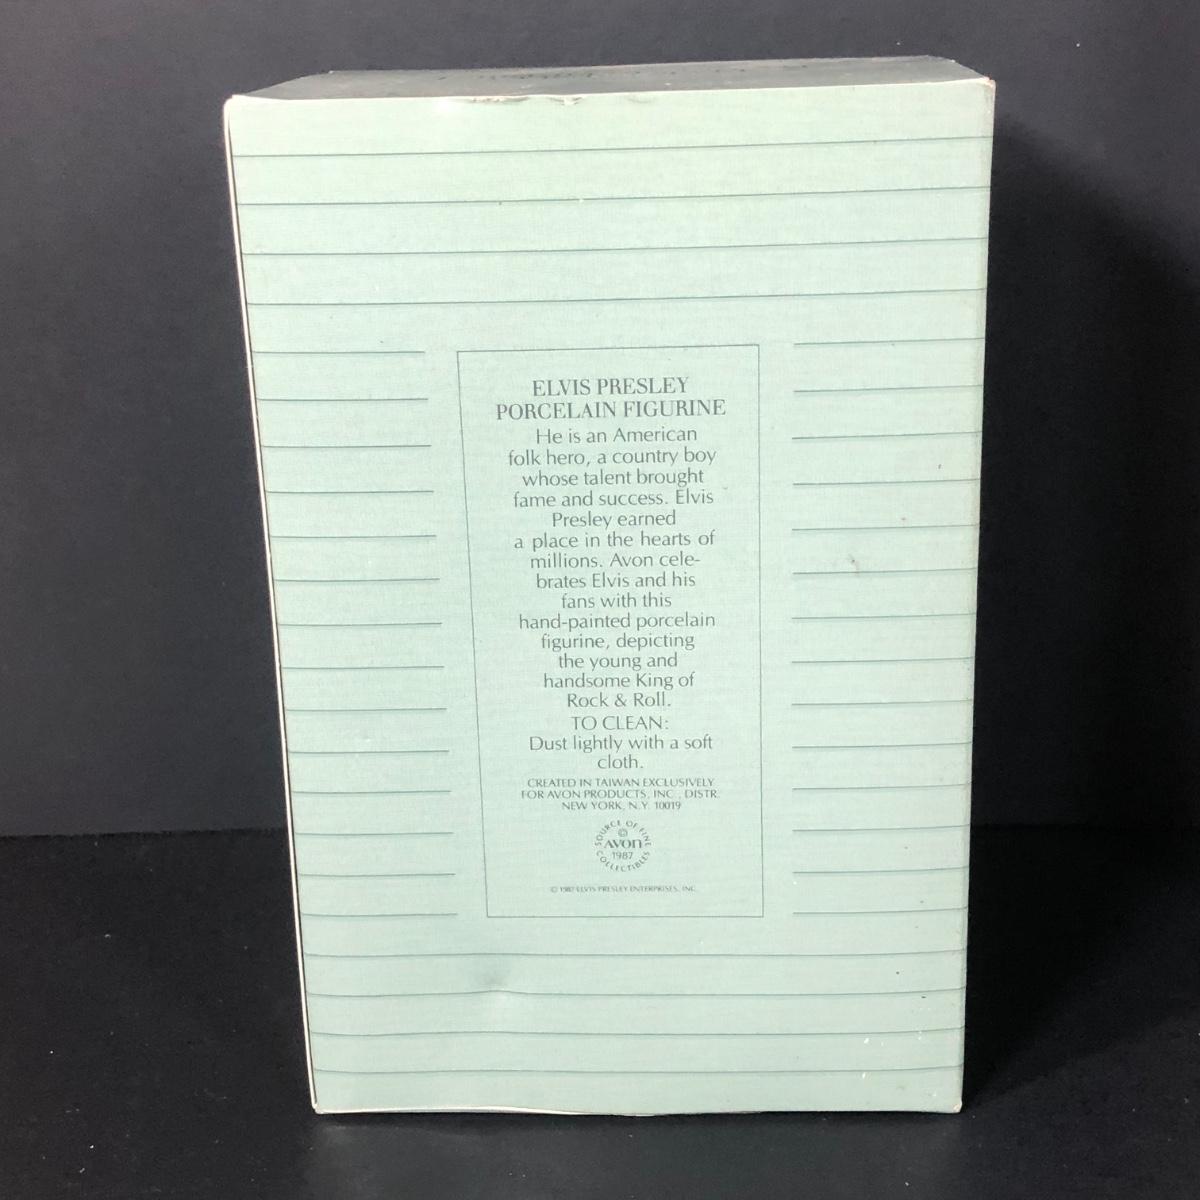 ELVIS PRESLEY
PORCELAIN FIGURINE
He is an American
folk hero, a country boy
whose talent brought
fame and success. Elvis
Presley earned
a place in the hearts of
millions. Avon cele-
brates Elvis and his
fans with this
hand-painted porcelain
figurine, depicting
the young and
handsome King of
Rock & Roll.
TO CLEAN:
Dust lightly with a soft
cloth.
CREATED IN TAIWAN EXCLUSIVELY
FOR AVON PRODUCTS, INC., DISTR.
NEW YORK, N.Y. 10019
SOURCE OF FINE
©
AVON
1987
COLLECTIBLES
© 1987 ELVIS PRESLEY ENTERPRISES, INC.